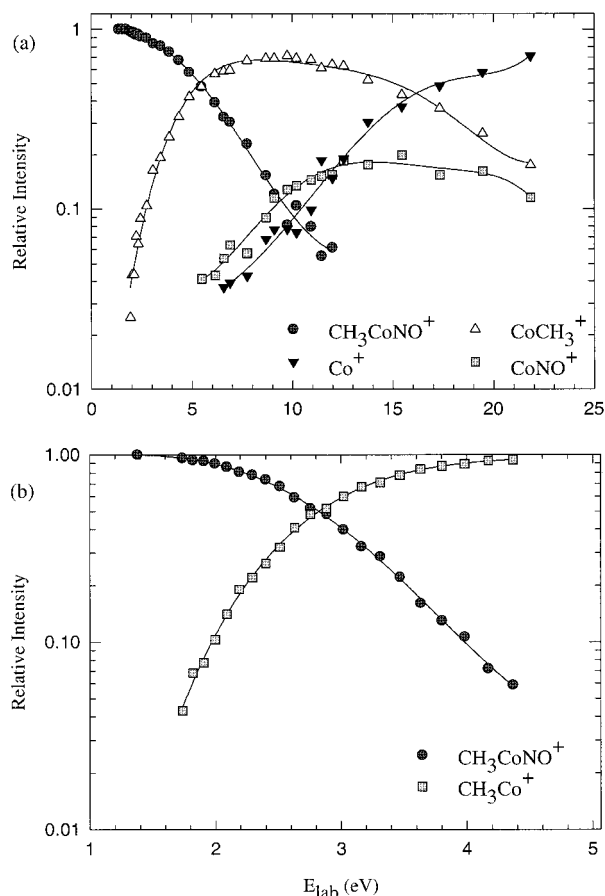 (a)
1
0.1
0.01
Relative Intensity
CH3CoNO+
CoCH3+
Co+
CoNO+
0 5 10 15 20 25
(b)
1.00
0.10
0.01
Relative Intensity
CH3CoNO+
CH3Co+
1 2 3 4 5
Elab (eV)